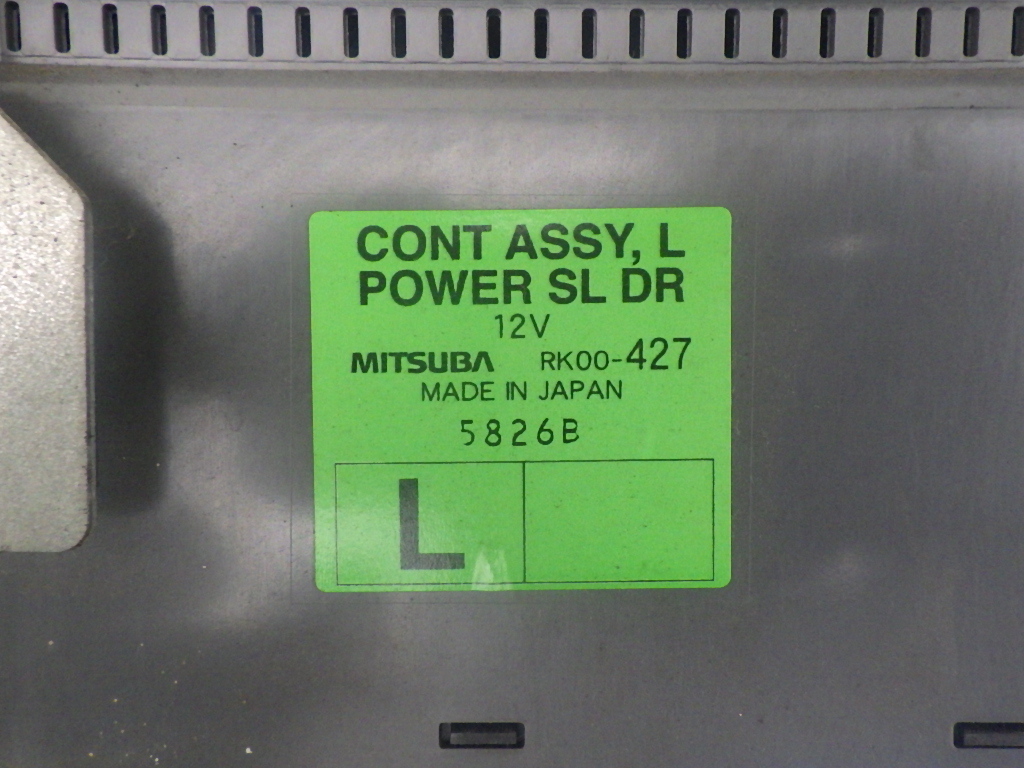 CONT ASSY, L
POWER SL DR
12V
MITSUBA RK00-427
MADE IN JAPAN
5826B
L